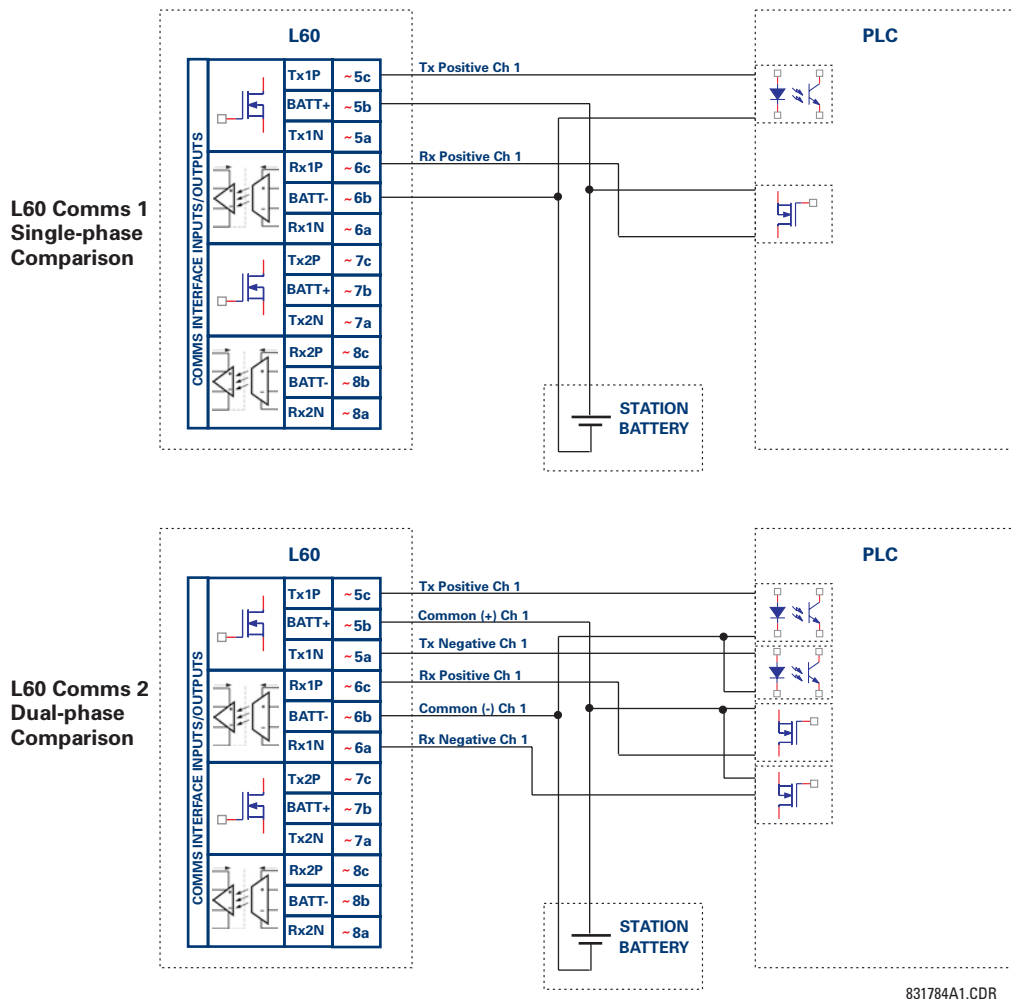 L60
PLC
L60 Comms 1
Single-phase
Comparison
COMMS INTERFACE INPUTS/OUTPUTS
Tx1P ~5c
BATT+ ~5b
Tx1N ~5a
Rx1P ~6c
BATT- ~6b
Rx1N ~6a
Tx2P ~7c
BATT+ ~7b
Tx2N ~7a
Rx2P ~8c
BATT- ~8b
Rx2N ~8a
Tx Positive Ch 1
Rx Positive Ch 1
STATION
BATTERY
L60
PLC
L60 Comms 2
Dual-phase
Comparison
COMMS INTERFACE INPUTS/OUTPUTS
Tx1P ~5c
BATT+ ~5b
Tx1N ~5a
Rx1P ~6c
BATT- ~6b
Rx1N ~6a
Tx2P ~7c
BATT+ ~7b
Tx2N ~7a
Rx2P ~8c
BATT- ~8b
Rx2N ~8a
Tx Positive Ch 1
Common (+) Ch 1
Tx Negative Ch 1
Rx Positive Ch 1
Common (-) Ch 1
Rx Negative Ch 1
STATION
BATTERY
831784A1.CDR